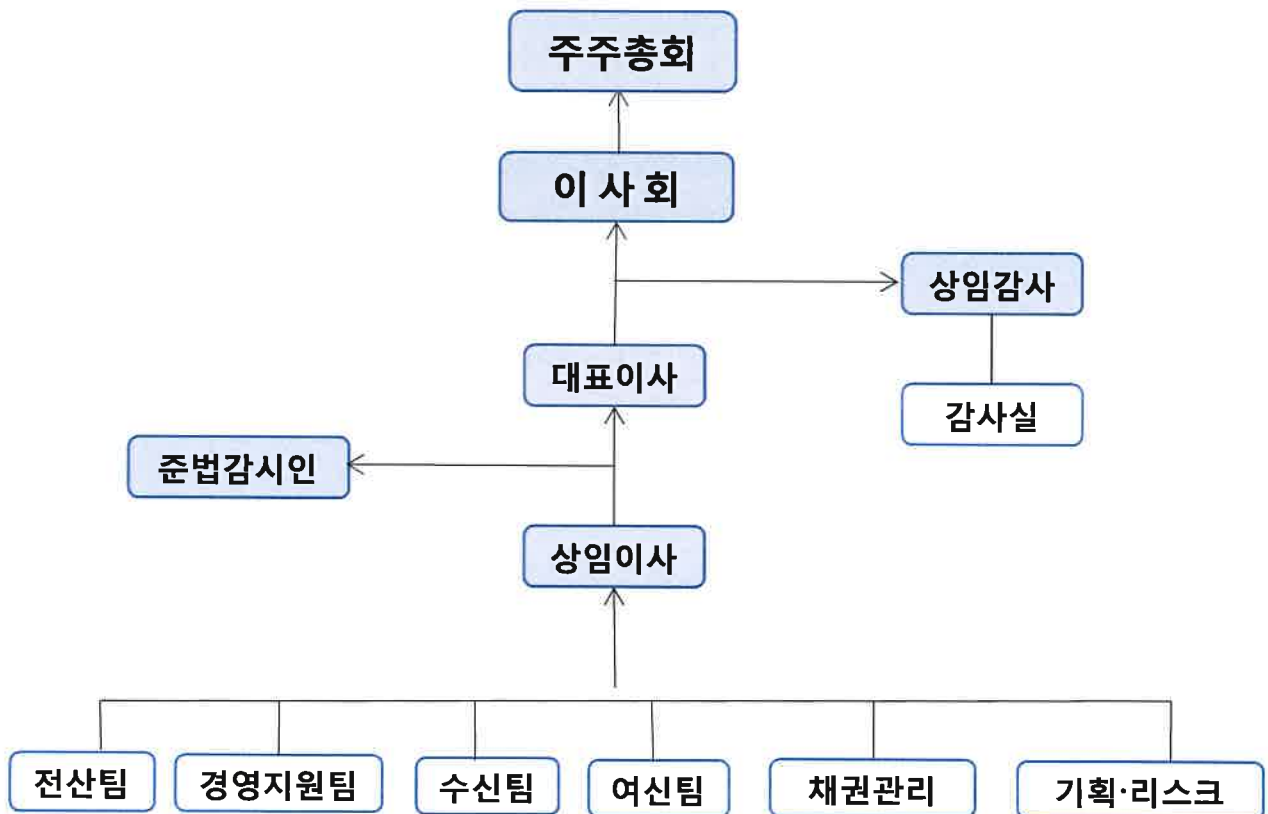 주주총회
이 사 회
상임감사
대표이사
감사실
준법감시인
상임이사
전산팀
경영지원팀
수신팀
여신팀
채권관리
기획·리스크